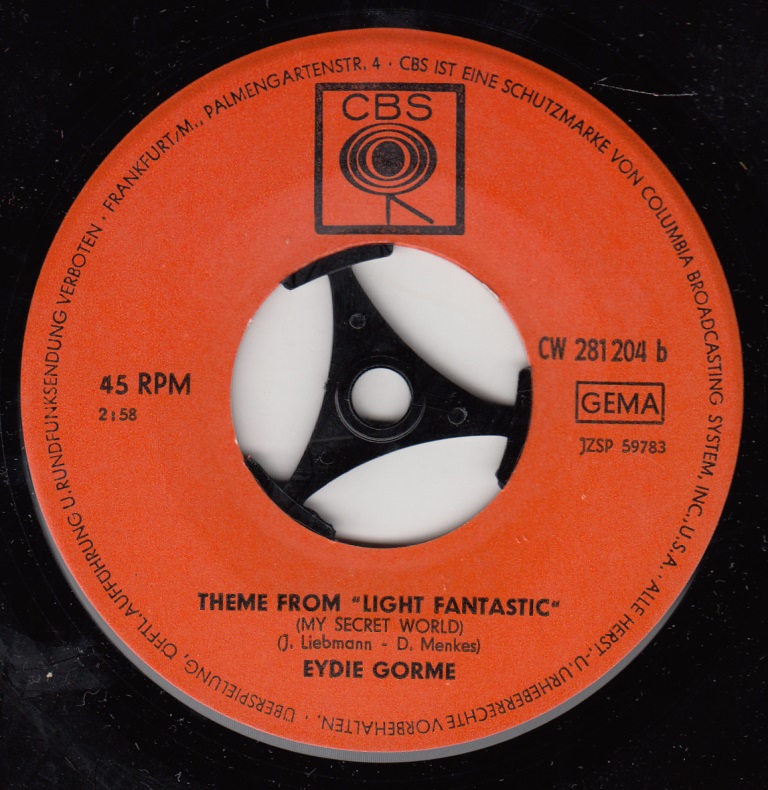 FRANKFURT/M., PALMENGARTENSTR. 4 · CBS IST EINE SCHUTZMARKE VON COLUMBIA BROADCASTING SYSTEM, INC., U.S.A. · ALLE HERST.-U. URHEBERRECHTE VORBEHALTEN. · ÜBERSPIELUNG, ÖFFTL. AUFFÜHRUNG U. RUNDFUNKSENDUNG VERBOTEN ·
CBS
CW 281 204 b
45 RPM
GEMA
2:58
JZSP 59783
THEME FROM "LIGHT FANTASTIC"
(MY SECRET WORLD)
(J. Liebmann - D. Menkes)
EYDIE GORME